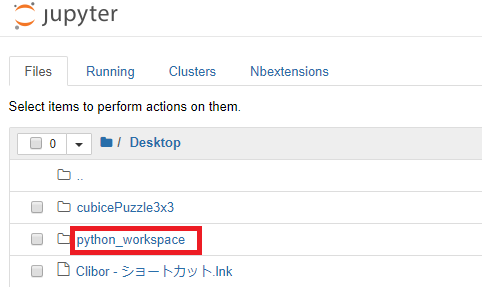 jupyter
Files Running Clusters Nbextensions
Select items to perform actions on them.
0 / Desktop
..
cubicePuzzle3x3
python_workspace
Clibor - ショートカット.lnk